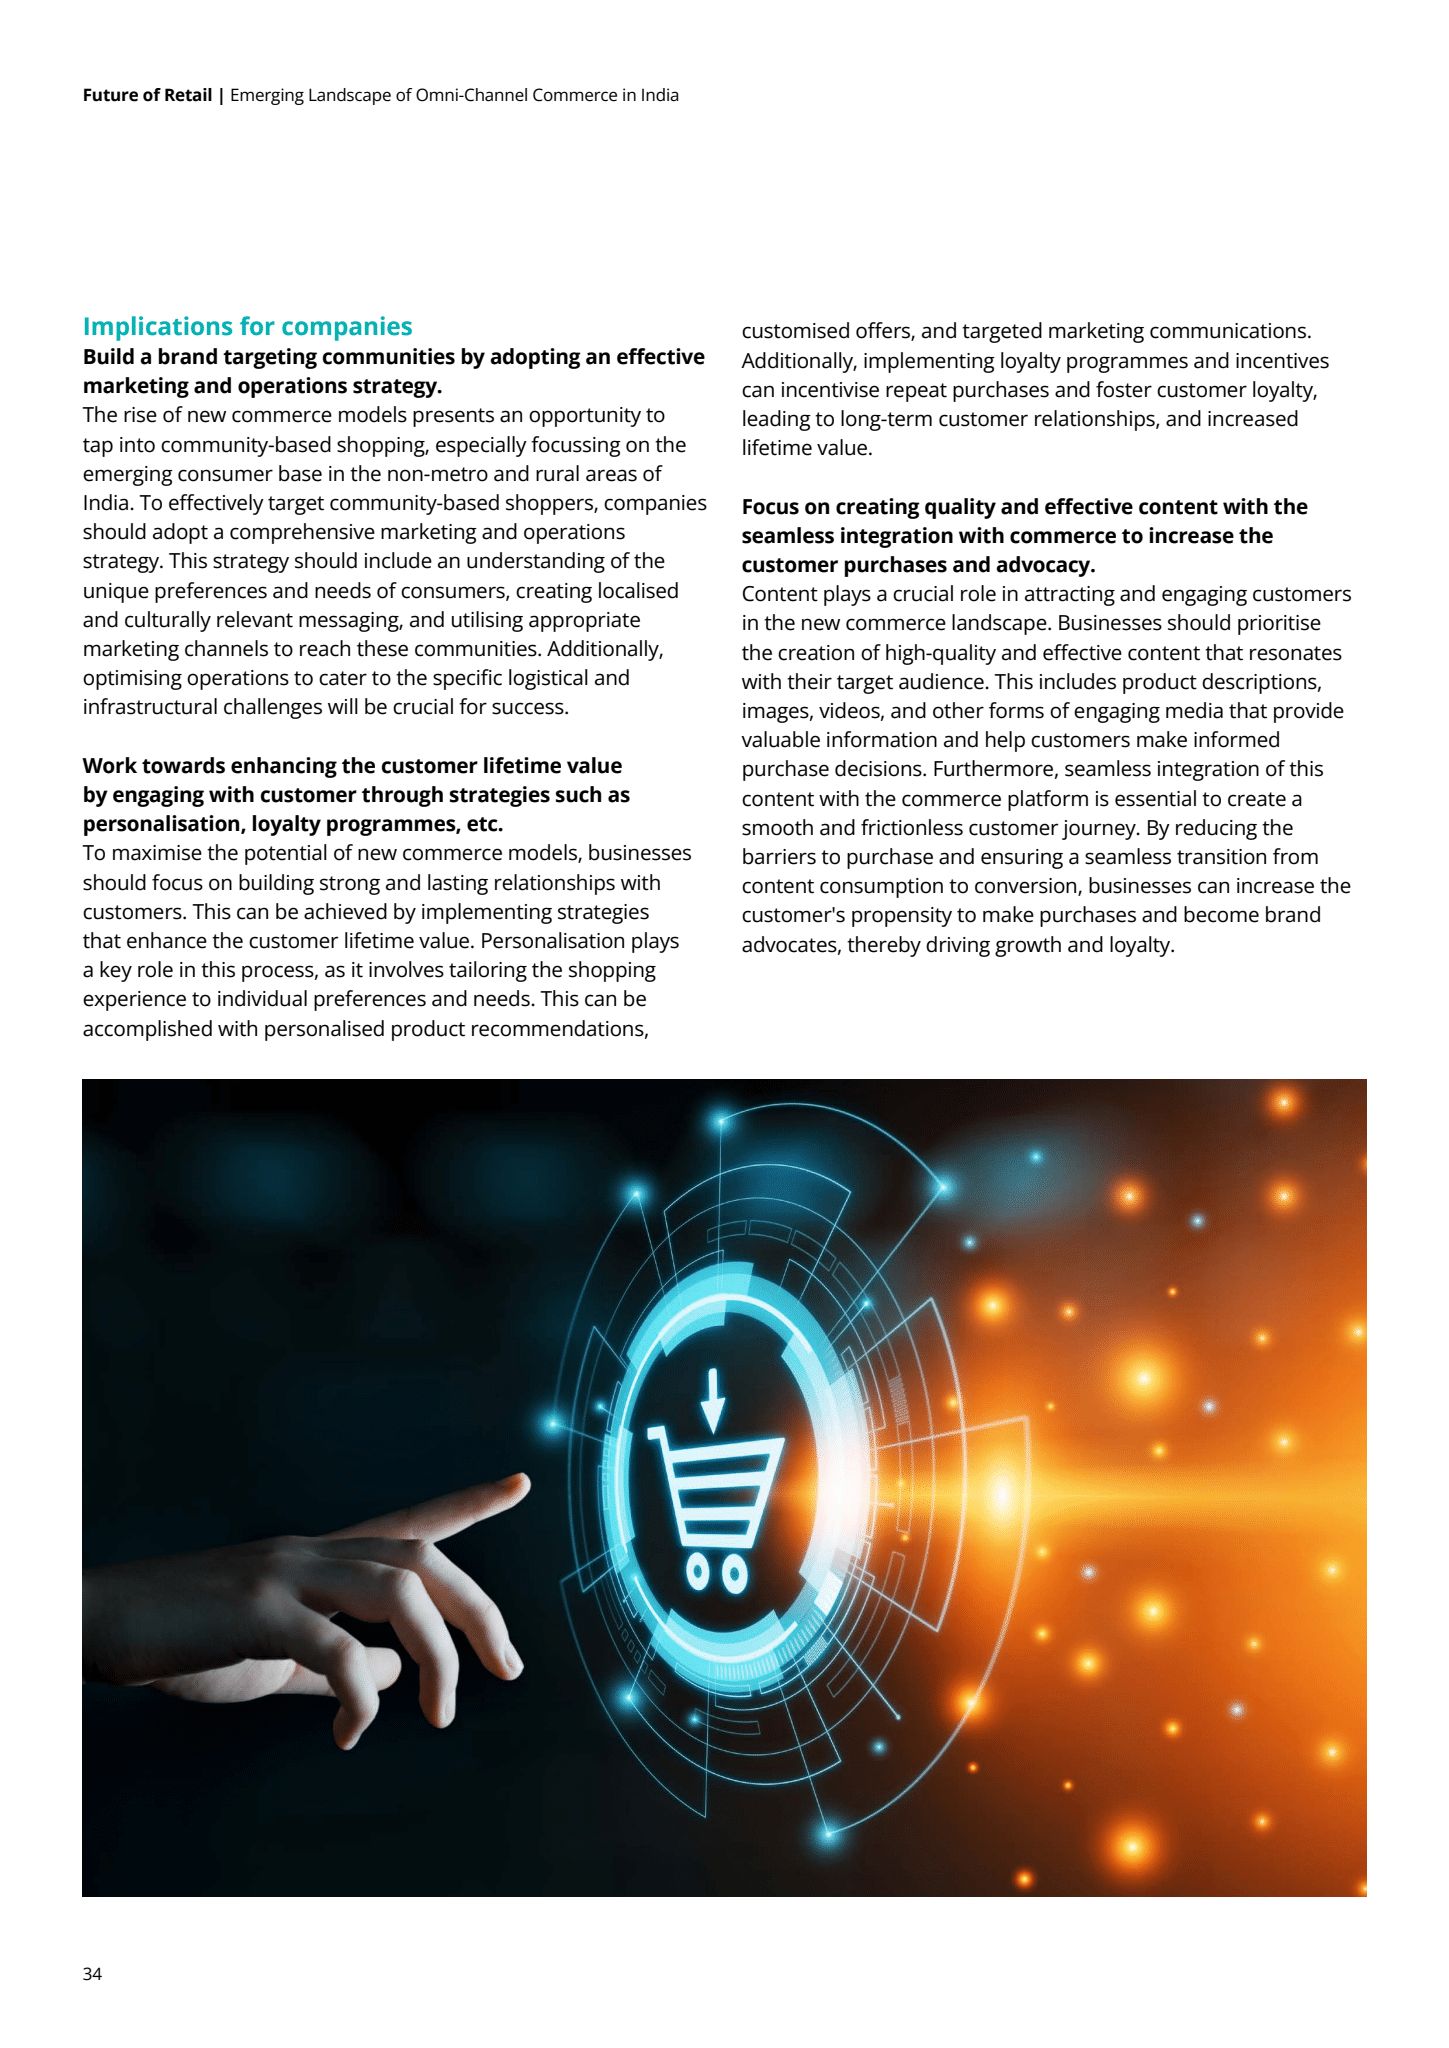 Future of Retail | Emerging Landscape of Omni-Channel Commerce in India
Implications for companies
Build a brand targeting communities by adopting an effective
marketing and operations strategy.
The rise of new commerce models presents an opportunity to
tap into community-based shopping, especially focussing on the
emerging consumer base in the non-metro and rural areas of
India. To effectively target community-based shoppers, companies
should adopt a comprehensive marketing and operations
strategy. This strategy should include an understanding of the
unique preferences and needs of consumers, creating localised
and culturally relevant messaging, and utilising appropriate
marketing channels to reach these communities. Additionally,
optimising operations to cater to the specific logistical and
infrastructural challenges will be crucial for success.
Work towards enhancing the customer lifetime value
by engaging with customer through strategies such as
personalisation, loyalty programmes, etc.
To maximise the potential of new commerce models, businesses
should focus on building strong and lasting relationships with
customers. This can be achieved by implementing strategies
that enhance the customer lifetime value. Personalisation plays
a key role in this process, as it involves tailoring the shopping
experience to individual preferences and needs. This can be
accomplished with personalised product recommendations,
customised offers, and targeted marketing communications.
Additionally, implementing loyalty programmes and incentives
can incentivise repeat purchases and foster customer loyalty,
leading to long-term customer relationships, and increased
lifetime value.
Focus on creating quality and effective content with the
seamless integration with commerce to increase the
customer purchases and advocacy.
Content plays a crucial role in attracting and engaging customers
in the new commerce landscape. Businesses should prioritise
the creation of high-quality and effective content that resonates
with their target audience. This includes product descriptions,
images, videos, and other forms of engaging media that provide
valuable information and help customers make informed
purchase decisions. Furthermore, seamless integration of this
content with the commerce platform is essential to create a
smooth and frictionless customer journey. By reducing the
barriers to purchase and ensuring a seamless transition from
content consumption to conversion, businesses can increase the
customer's propensity to make purchases and become brand
advocates, thereby driving growth and loyalty.
34